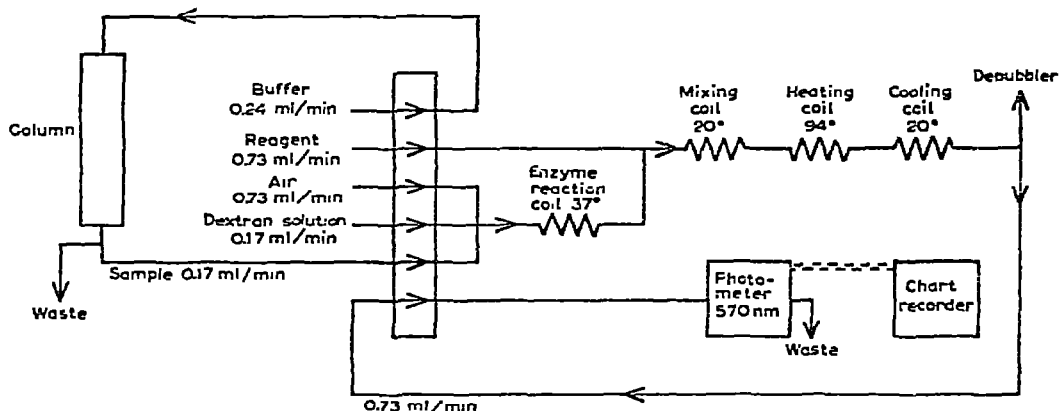 Debubbler
Buffer
0.24 ml/min
Mixing
coil
20°
Heating
coil
94°
Cooling
coil
20°
Column
Reagent
0.73 ml/min
Air
0.73 ml/min
Enzyme
reaction
coil 37°
Dextran solution
0.17 ml/min
Sample 0.17 ml/min
Waste
Photo-
meter
570 nm
Chart
recorder
Waste
0.73 ml/min